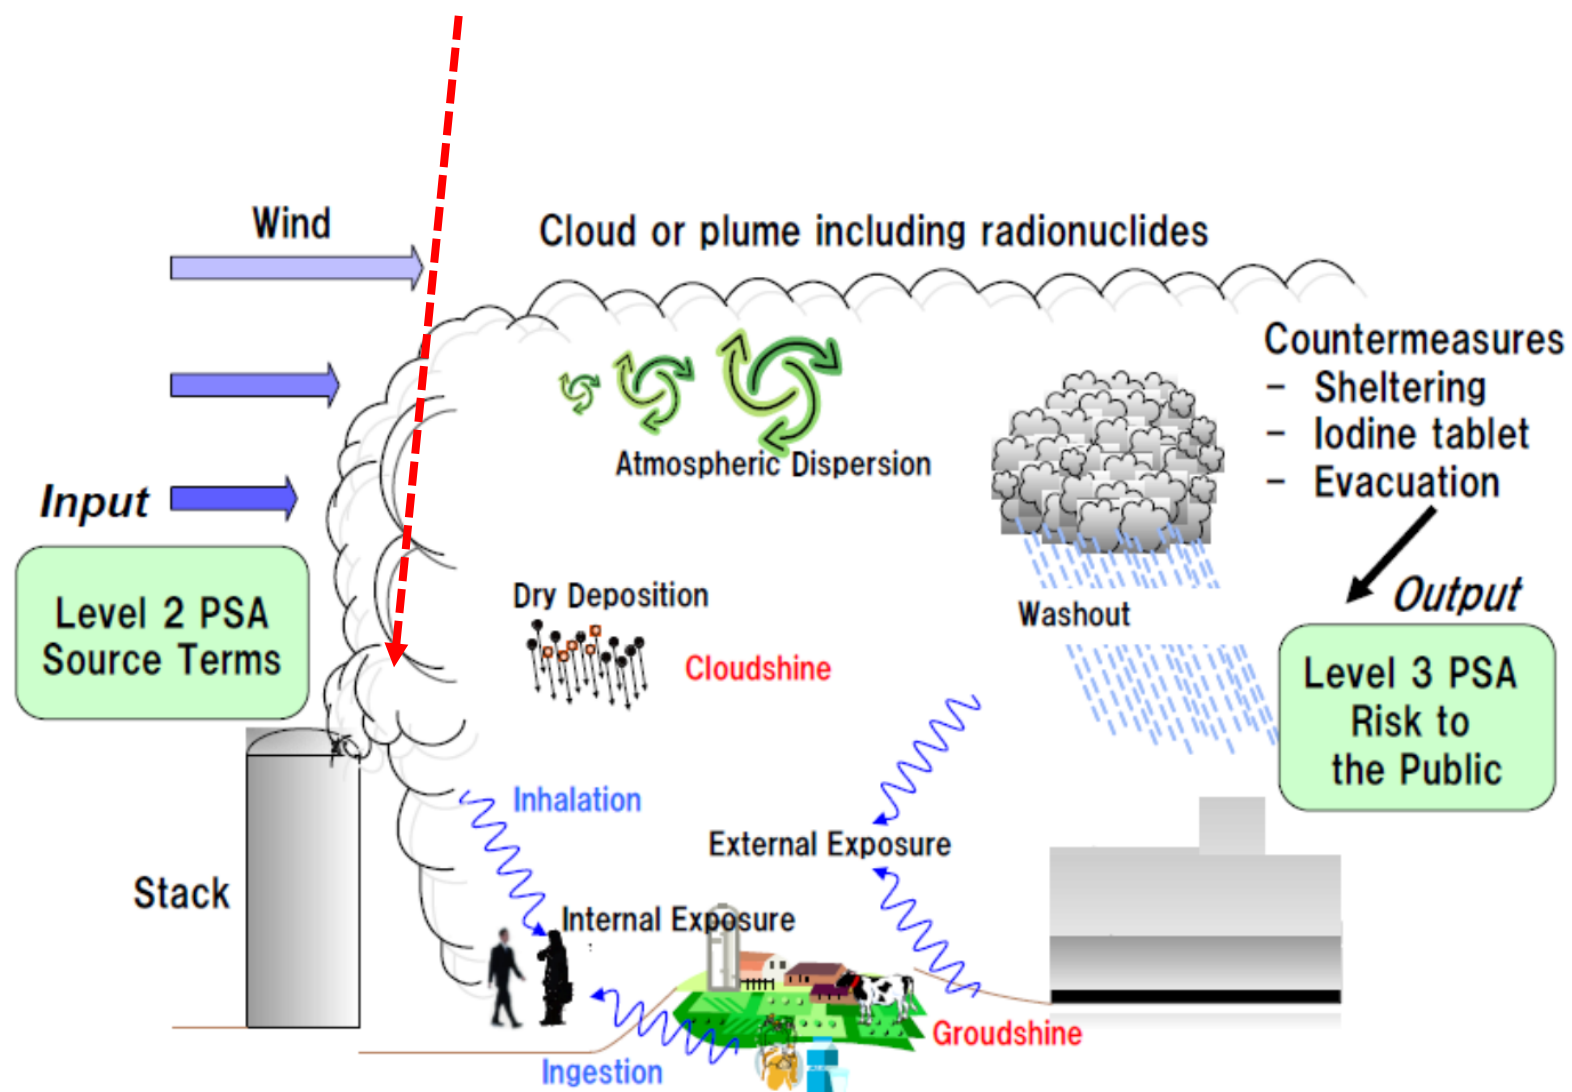 Wind
Cloud or plume including radionuclides
Countermeasures
- Sheltering
- Iodine tablet
- Evacuation
Atmospheric Dispersion
Input
Level 2 PSA
Source Terms
Dry Deposition
Cloudshine
Washout
Output
Level 3 PSA
Risk to
the Public
Inhalation
External Exposure
Stack
Internal Exposure
Groudshine
Ingestion